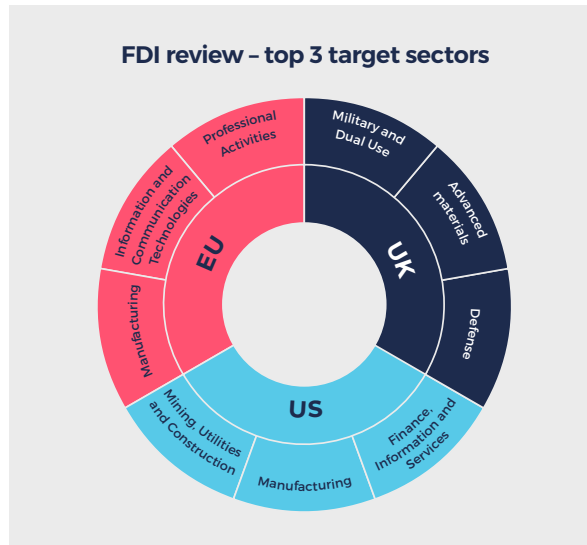 FDI review – top 3 target sectors
Military and
Dual Use
Advanced
materials
Defense
UK
Finance,
Information and
Services
Manufacturing
Mining, Utilities
and Construction
US
Manufacturing
Information and
Communication
Technologies
Professional
Activities
EU